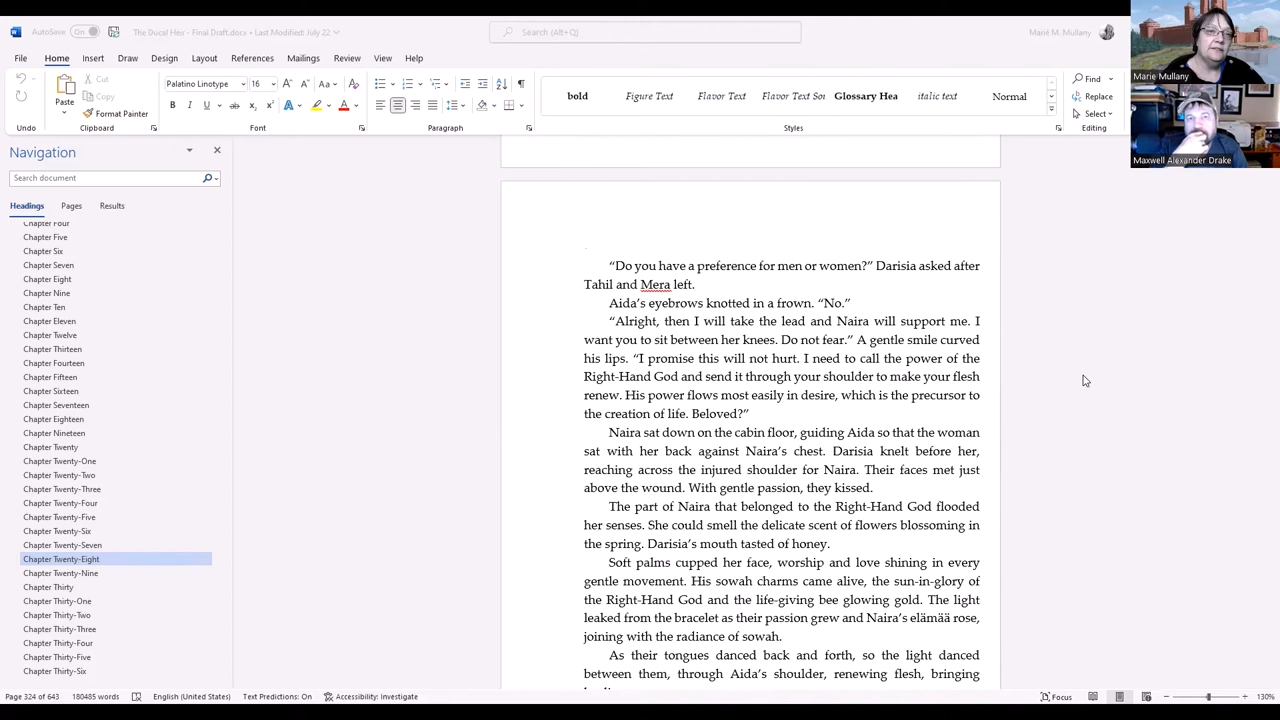 AutoSave On
The Ducal Heir - Final Draft.docx • Last Modified: July 22
Search (Alt+Q)
Marie M. Mullany
File Home Insert Draw Design Layout References Mailings Review View Help
Palatino Linotype 16
Paste
Cut
Copy
Format Painter
bold
Figure Text
Flavor Text
Flavor Text Sou
Glossary Hea
italic text
Normal
Find
Replace
Select
Undo Clipboard Font Paragraph Styles Editing
Marie Mullany
Maxwell Alexander Drake
Navigation
Search document
Headings Pages Results
Chapter Four
Chapter Five
Chapter Six
Chapter Seven
Chapter Eight
Chapter Nine
Chapter Ten
Chapter Eleven
Chapter Twelve
Chapter Thirteen
Chapter Fourteen
Chapter Fifteen
Chapter Sixteen
Chapter Seventeen
Chapter Eighteen
Chapter Nineteen
Chapter Twenty
Chapter Twenty-One
Chapter Twenty-Two
Chapter Twenty-Three
Chapter Twenty-Four
Chapter Twenty-Five
Chapter Twenty-Six
Chapter Twenty-Seven
Chapter Twenty-Eight
Chapter Twenty-Nine
Chapter Thirty
Chapter Thirty-One
Chapter Thirty-Two
Chapter Thirty-Three
Chapter Thirty-Four
Chapter Thirty-Five
Chapter Thirty-Six
“Do you have a preference for men or women?” Darisia asked after
Tahil and Mera left.
Aida’s eyebrows knotted in a frown. “No.”
“Alright, then I will take the lead and Naira will support me. I
want you to sit between her knees. Do not fear.” A gentle smile curved
his lips. “I promise this will not hurt. I need to call the power of the
Right-Hand God and send it through your shoulder to make your flesh
renew. His power flows most easily in desire, which is the precursor to
the creation of life. Beloved?”
Naira sat down on the cabin floor, guiding Aida so that the woman
sat with her back against Naira’s chest. Darisia knelt before her,
reaching across the injured shoulder for Naira. Their faces met just
above the wound. With gentle passion, they kissed.
The part of Naira that belonged to the Right-Hand God flooded
her senses. She could smell the delicate scent of flowers blossoming in
the spring. Darisia’s mouth tasted of honey.
Soft palms cupped her face, worship and love shining in every
gentle movement. His sowah charms came alive, the sun-in-glory of
the Right-Hand God and the life-giving bee glowing gold. The light
leaked from the bracelet as their passion grew and Naira’s elämää rose,
joining with the radiance of sowah.
As their tongues danced back and forth, so the light danced
between them, through Aida’s shoulder, renewing flesh, bringing
Page 324 of 643 180485 words English (United States) Text Predictions: On Accessibility: Investigate
Focus
130%